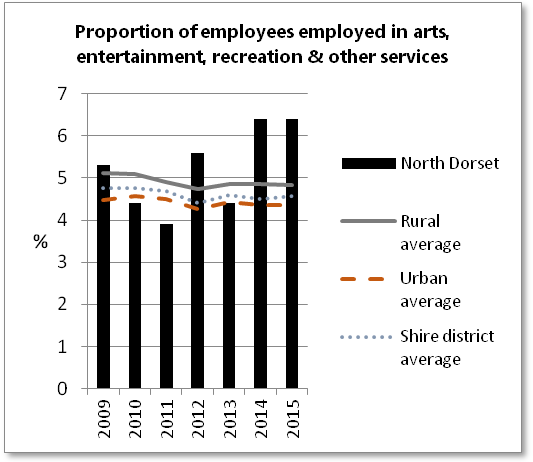 Proportion of employees employed in arts,
entertainment, recreation & other services
7
6
5
4
3
2
1
0
%
2009
2010
2011
2012
2013
2014
2015
North Dorset
Rural
average
Urban
average
Shire district
average